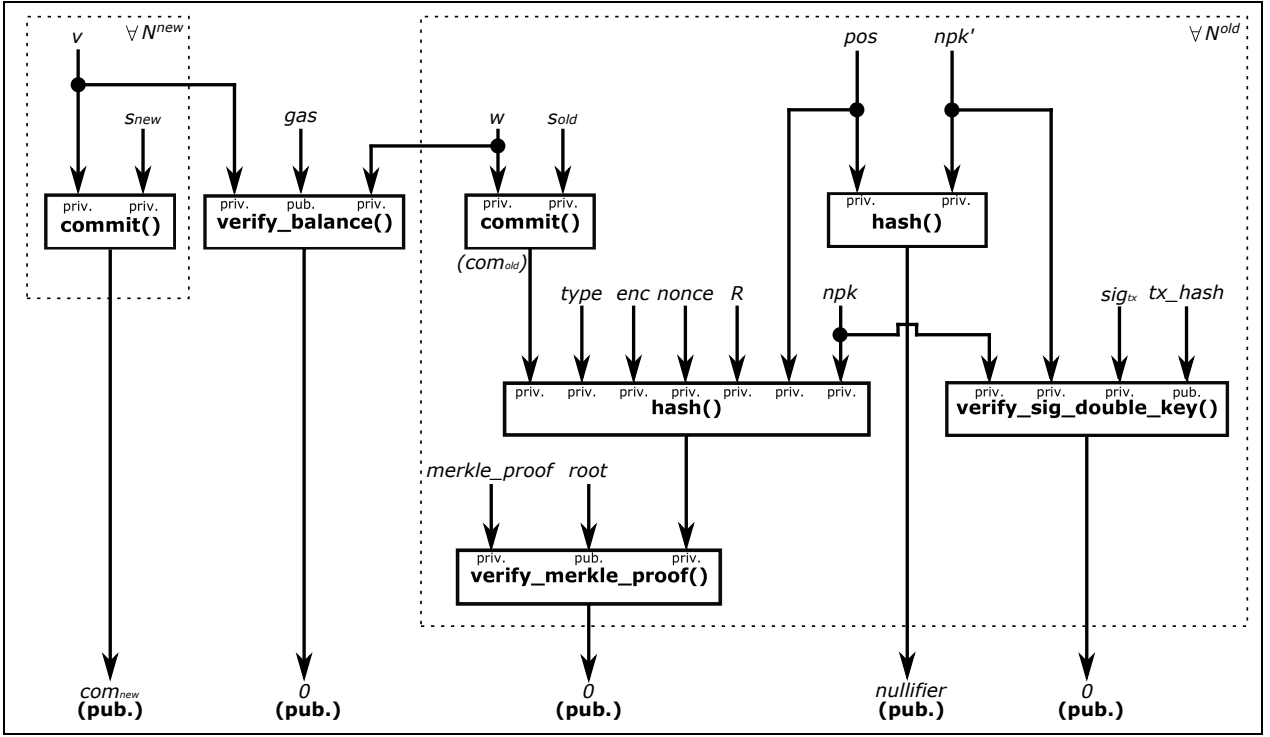 v ∀ N^new
pos npk' ∀ N^old
s_new gas w s_old
priv. priv. priv. pub. priv. priv. priv. priv. priv.
commit() verify_balance() commit() hash()
(com_old)
type enc nonce R npk sig_tx tx_hash
priv. priv. priv. priv. priv. priv. priv. priv. priv. priv. pub.
hash() verify_sig_double_key()
merkle_proof root
priv. pub. priv.
verify_merkle_proof()
com_new 0 0 nullifier 0
(pub.) (pub.) (pub.) (pub.) (pub.)